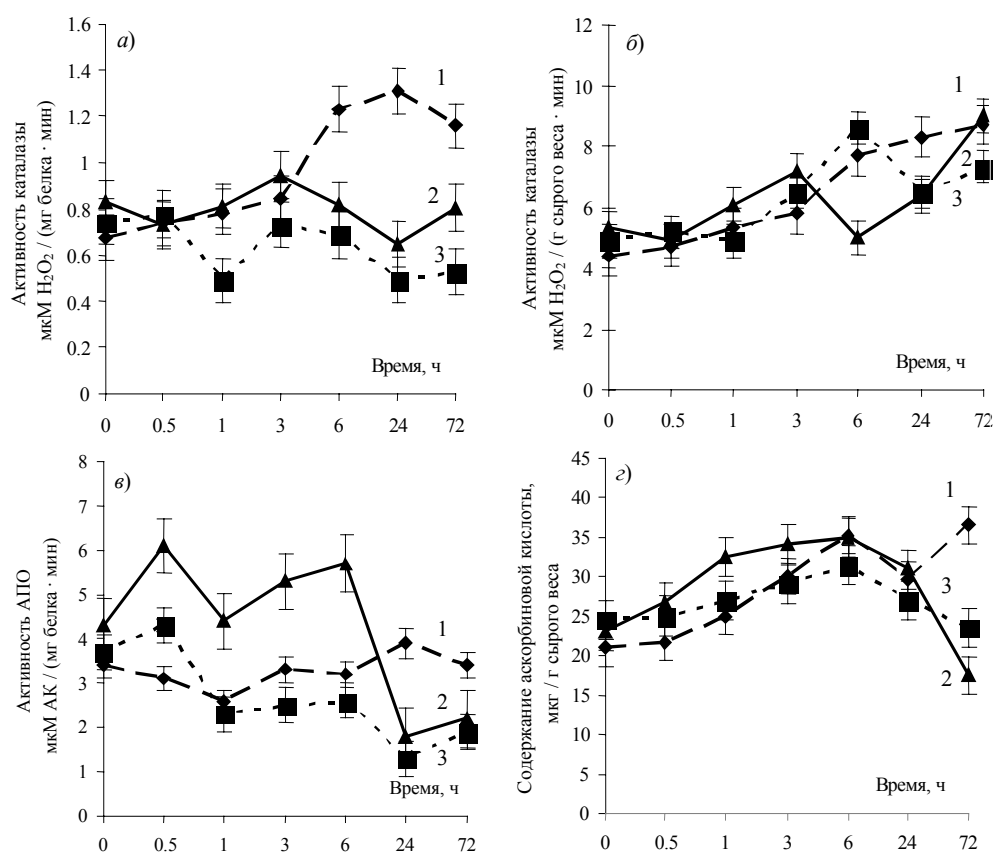 а)
Активность каталазы
мкМ H₂O₂ / (мг белка · мин)
1.6
1.4
1.2
1
0.8
0.6
0.4
0.2
0
1
2
3
Время, ч
0 0.5 1 3 6 24 72
б)
Активность каталазы
мкМ H₂O₂ / (г сырого веса · мин)
12
10
8
6
4
2
0
1
2
3
Время, ч
0 0.5 1 3 6 24 72
в)
Активность АПО
мкМ АК / (мг белка · мин)
8
7
6
5
4
3
2
1
0
1
2
3
Время, ч
0 0.5 1 3 6 24 72
г)
Содержание аскорбиновой кислоты,
мкг / г сырого веса
45
40
35
30
25
20
15
10
5
0
1
3
2
Время, ч
0 0.5 1 3 6 24 72